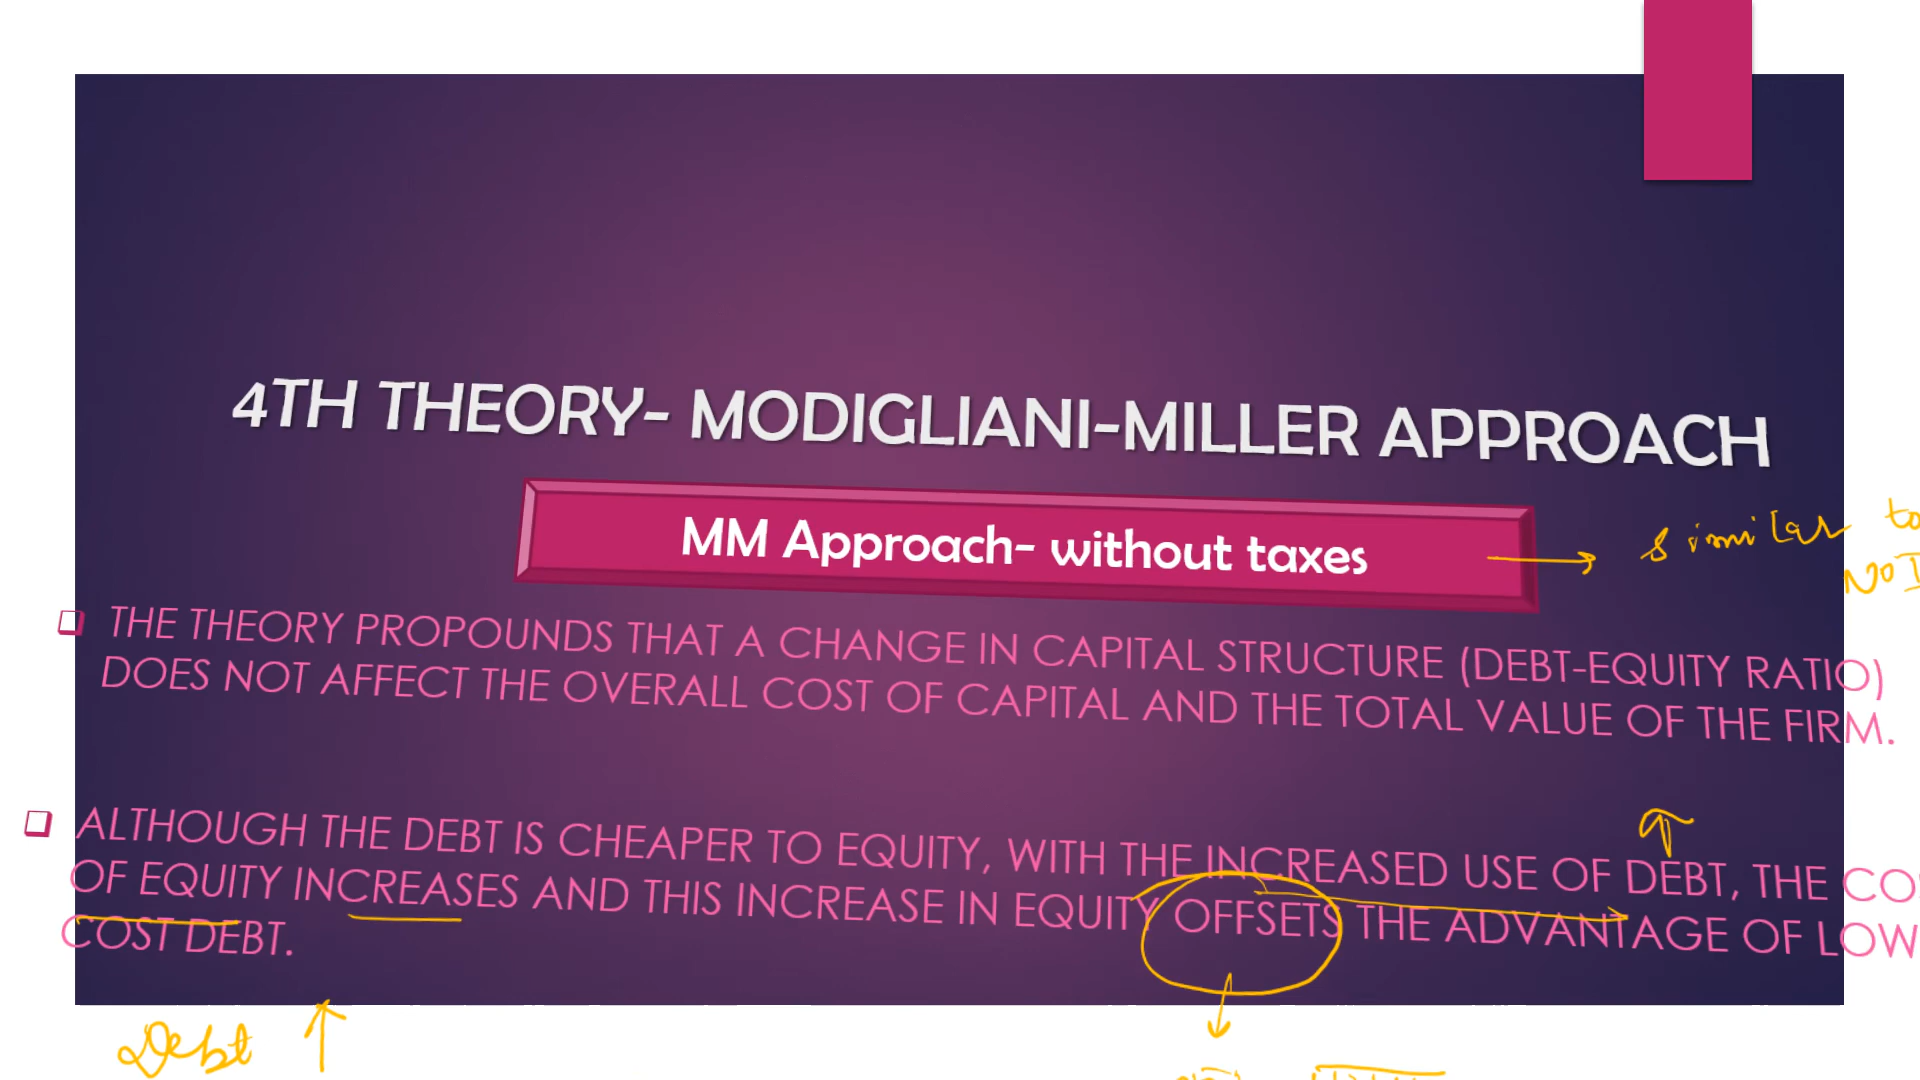 4TH THEORY- MODIGLIANI-MILLER APPROACH
MM Approach- without taxes
similar to
THE THEORY PROPOUNDS THAT A CHANGE IN CAPITAL STRUCTURE (DEBT-EQUITY RATIO)
DOES NOT AFFECT THE OVERALL COST OF CAPITAL AND THE TOTAL VALUE OF THE FIRM.
ALTHOUGH THE DEBT IS CHEAPER TO EQUITY, WITH THE INCREASED USE OF DEBT, THE
OF EQUITY INCREASES AND THIS INCREASE IN EQUITY OFFSETS THE ADVANTAGE OF LOW
COST DEBT.
Debt